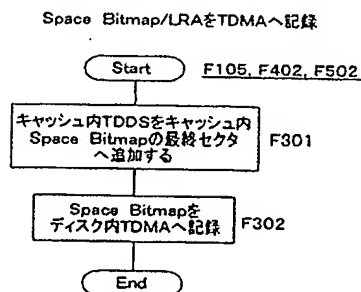 Space Bitmap/LRAをTDMAへ記録
Start
F105, F402, F502
キャッシュ内TDDSをキャッシュ内
Space Bitmapの最終セクタ
へ追加する
F301
Space Bitmapを
ディスク内TDMAへ記録
F302
End